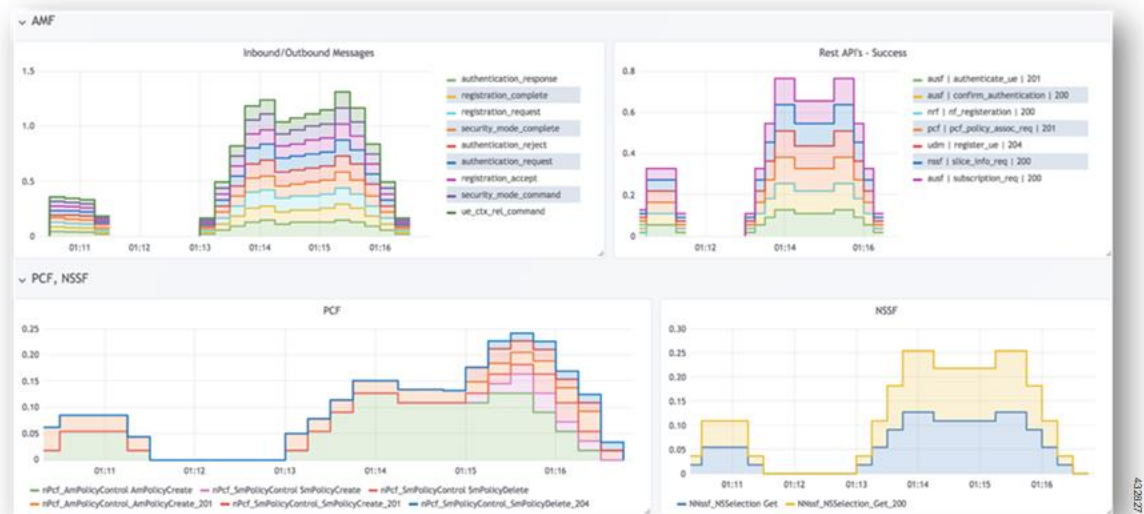 AMF
Inbound/Outbound Messages
1.5
1.0
0.5
0
01:11 01:12 01:13 01:14 01:15 01:16
authentication_response
registration_complete
registration_request
security_mode_complete
authentication_reject
authentication_request
registration_accept
security_mode_command
ue_ctx_rel_command
Rest API's - Success
0.8
0.6
0.4
0.2
0
01:12 01:14 01:16
ausf | authenticate_ue | 201
ausf | confirm_authentication | 200
nrf | nf_registeration | 200
pcf | pcf_policy_assoc_req | 201
udm | register_ue | 204
nssf | slice_info_req | 200
ausf | subscription_req | 200
PCF, NSSF
PCF
0.25
0.20
0.15
0.10
0.05
0
01:11 01:12 01:13 01:14 01:15 01:16
nPcf_AmPolicyControl AmPolicyCreate nPcf_SmPolicyControl SmPolicyCreate nPcf_SmPolicyControl SmPolicyDelete
nPcf_AmPolicyControl_AmPolicyCreate_201 nPcf_SmPolicyControl_SmPolicyCreate_201 nPcf_SmPolicyControl_SmPolicyDelete_204
NSSF
0.30
0.25
0.20
0.15
0.10
0.05
0
01:11 01:12 01:13 01:14 01:15 01:16
NNssf_NSSelection Get NNssf_NSSelection_Get_200
432827